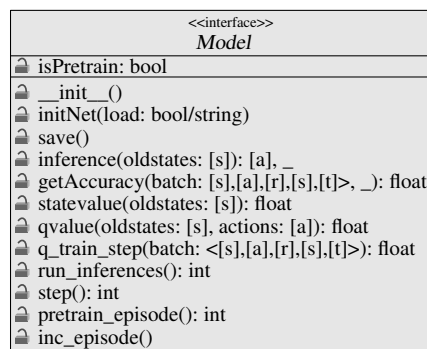 <<interface>>
Model
isPretrain: bool
__init__()
initNet(load: bool/string)
save()
inference(oldstates: [s]): [a], _
getAccuracy(batch: [s],[a],[r],[s],[t]>, _): float
statevalue(oldstates: [s]): float
qvalue(oldstates: [s], actions: [a]): float
q_train_step(batch: <[s],[a],[r],[s],[t]>): float
run_inferences(): int
step(): int
pretrain_episode(): int
inc_episode()